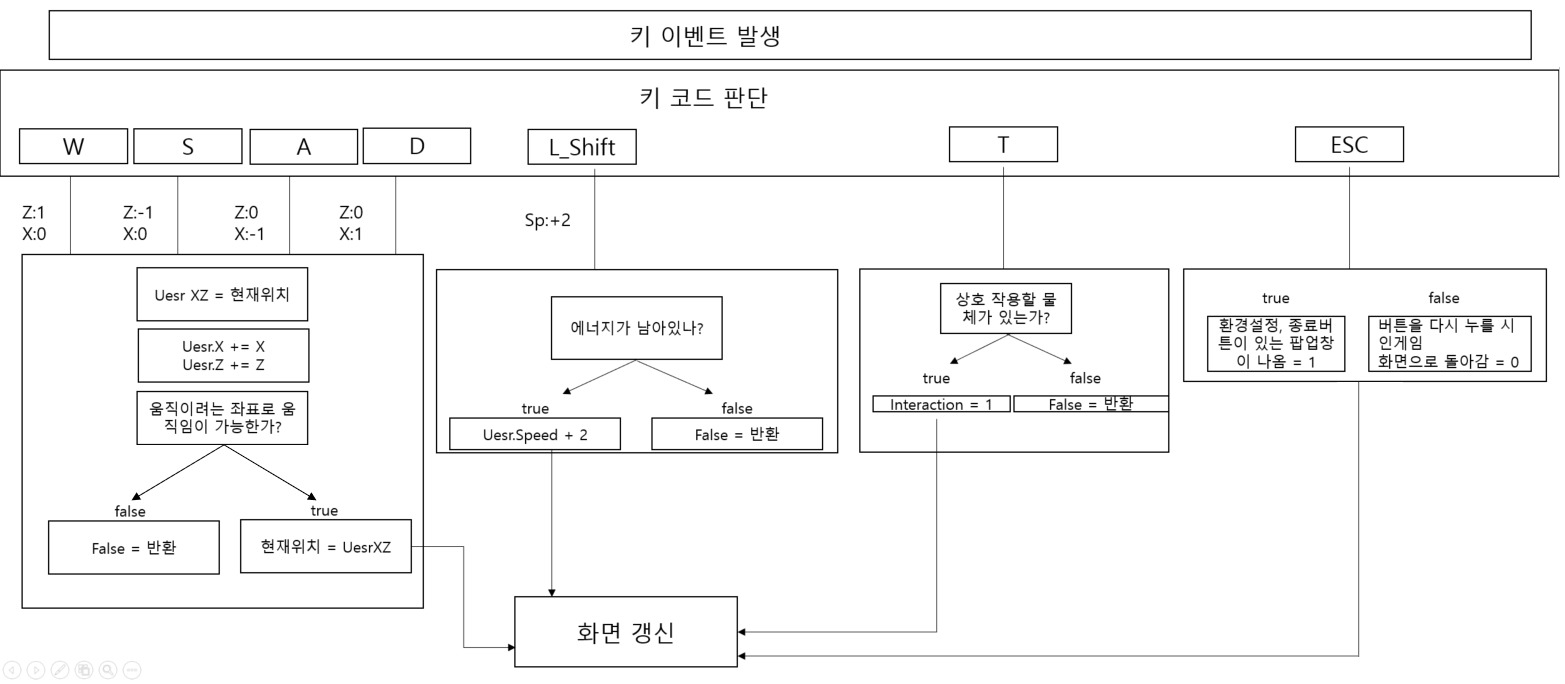 키 이벤트 발생
키 코드 판단
W
S
A
D
L_Shift
T
ESC
Z:1
X:0
Z:-1
X:0
Z:0
X:-1
Z:0
X:1
Sp:+2
Uesr XZ = 현재위치
Uesr.X += X
Uesr.Z += Z
움직이려는 좌표로 움
직임이 가능한가?
false
true
False = 반환
현재위치 = UesrXZ
에너지가 남아있나?
true
false
Uesr.Speed + 2
False = 반환
상호 작용할 물
체가 있는가?
true
false
Interaction = 1
False = 반환
true
false
환경설정, 종료버
튼이 있는 팝업창
이 나옴 = 1
버튼을 다시 누를 시
인게임
화면으로 돌아감 = 0
화면 갱신